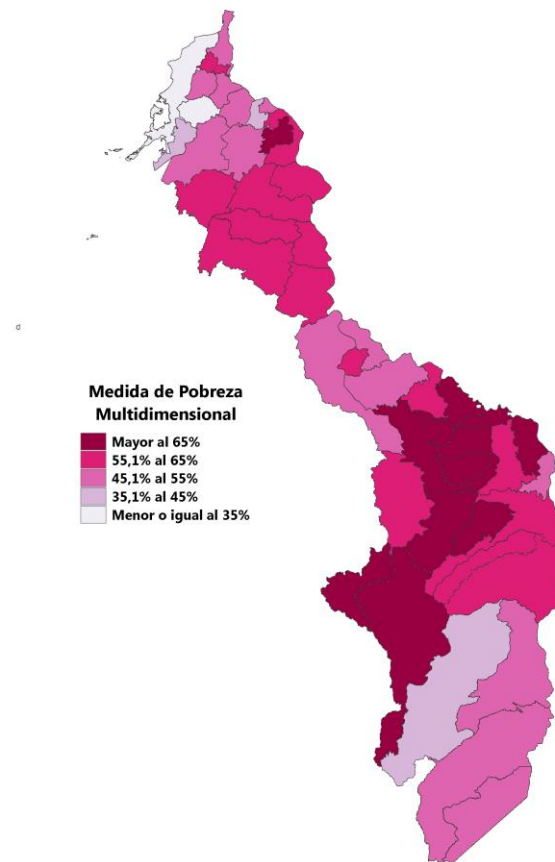 Medida de Pobreza
Multidimensional
Mayor al 65%
55,1% al 65%
45,1% al 55%
35,1% al 45%
Menor o igual al 35%